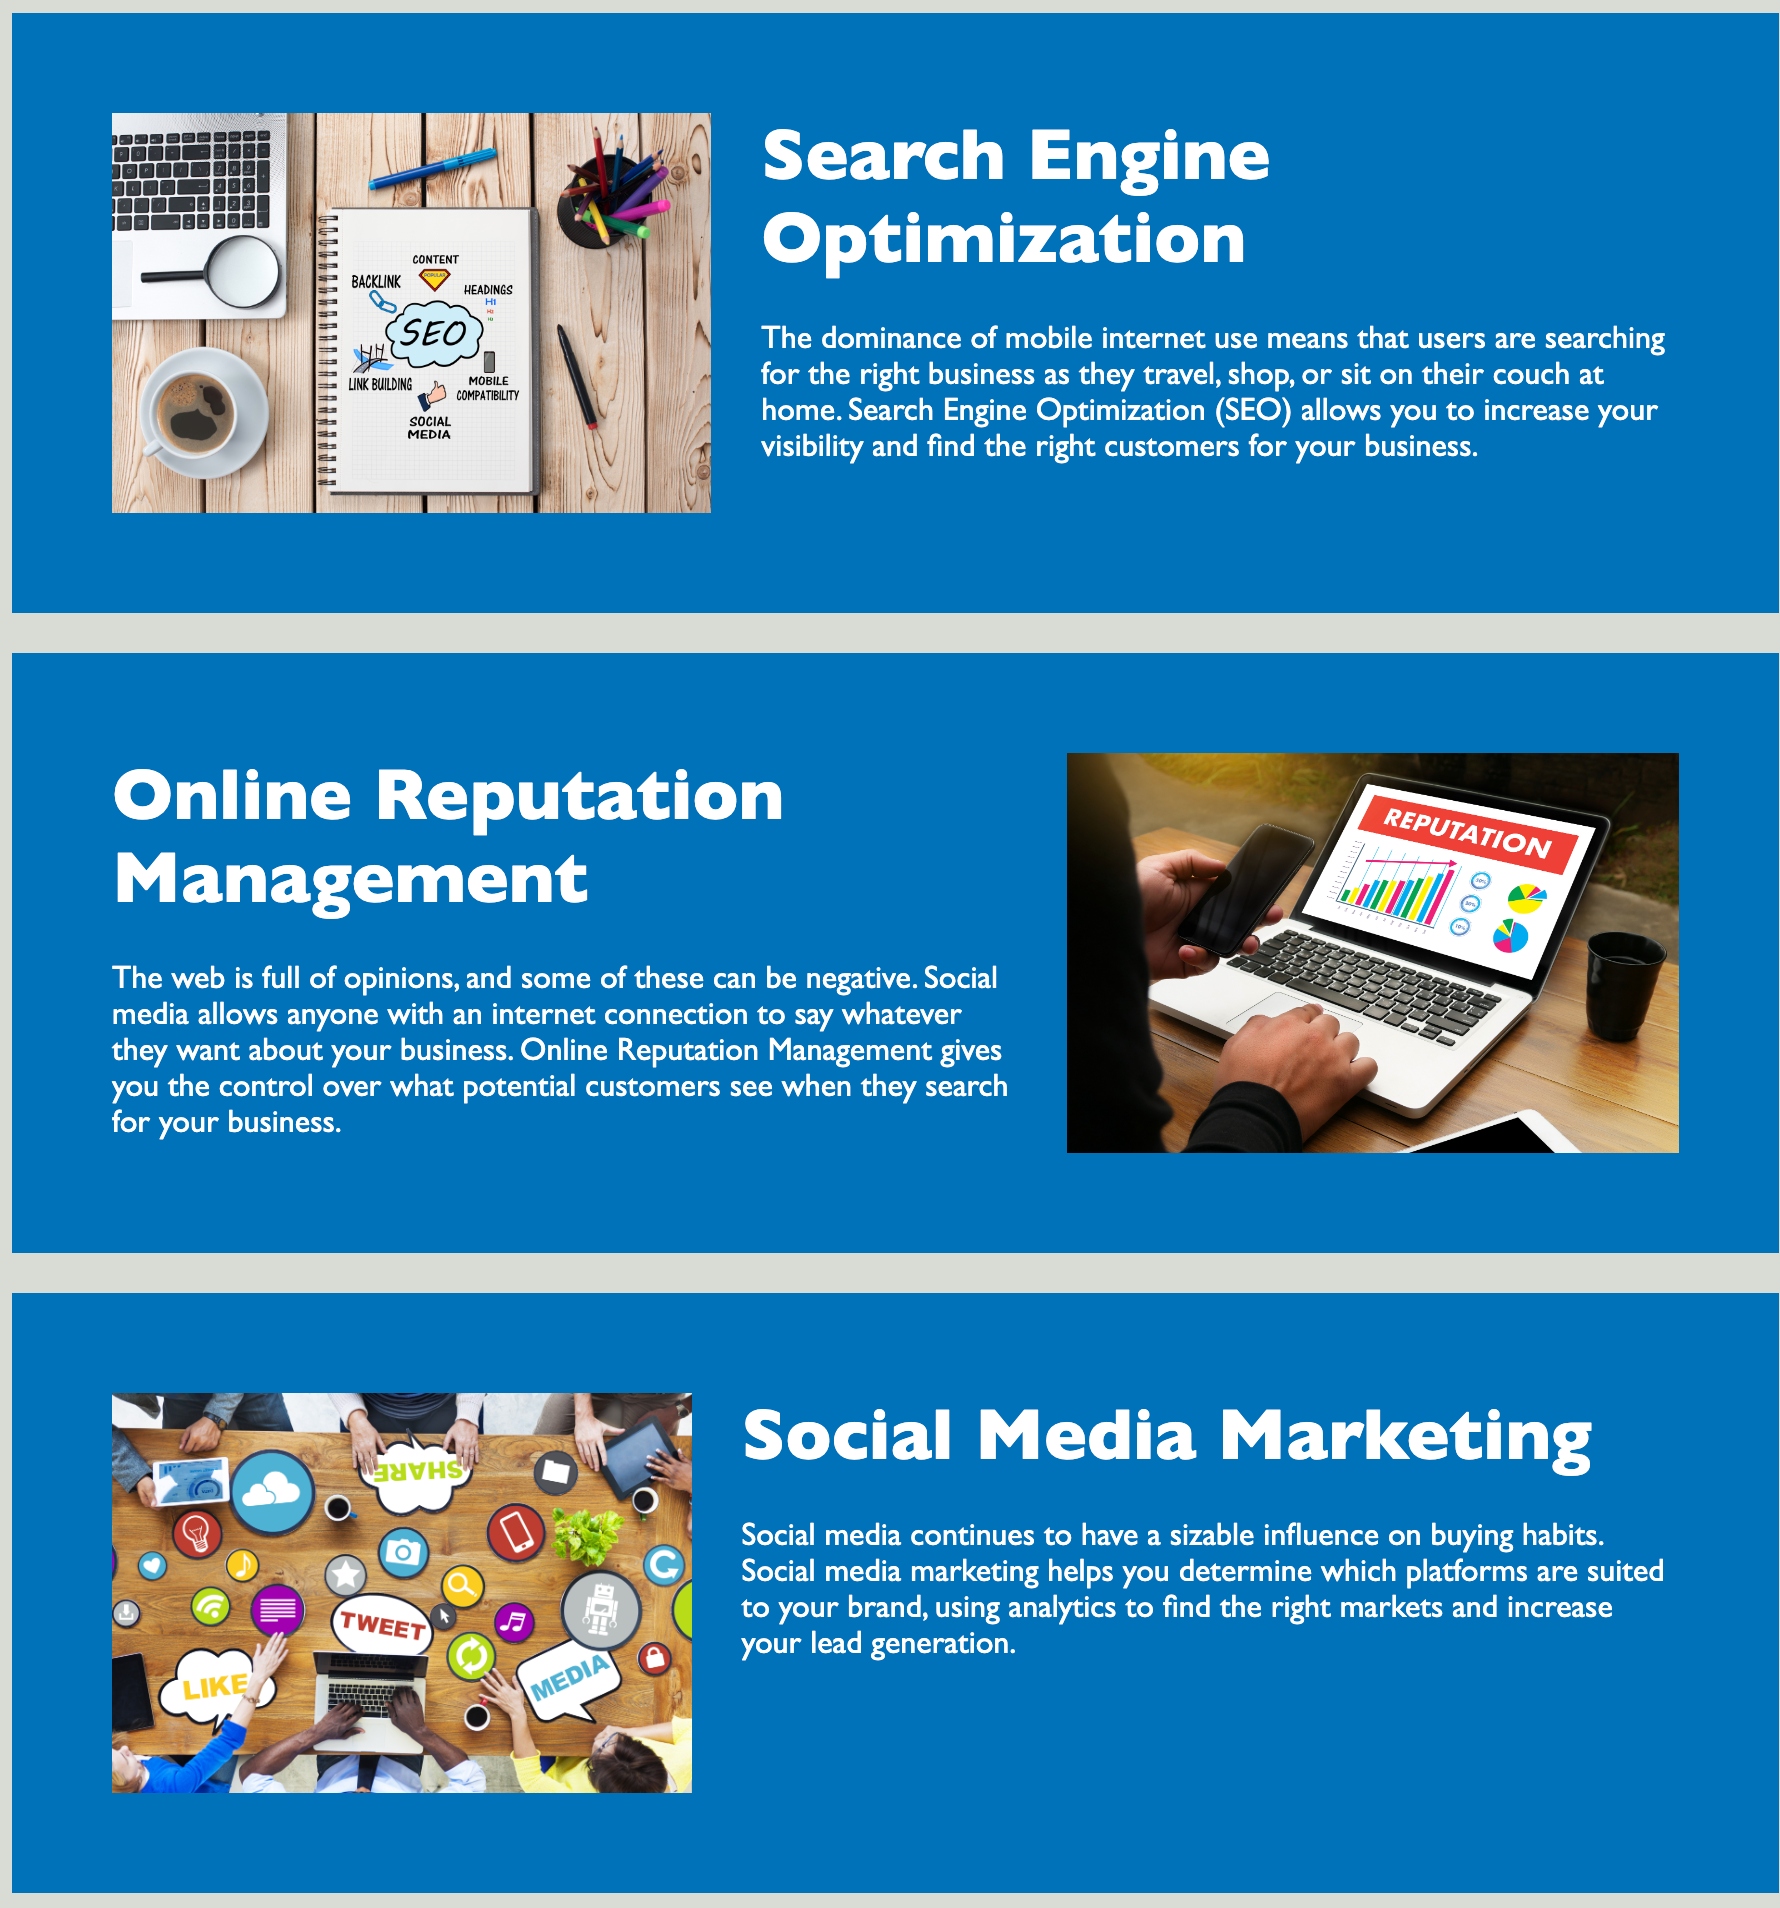 CONTENT
POPULAR
BACKLINK
HEADINGS
H1
SEO
LINK BUILDING
MOBILE
COMPATIBILITY
SOCIAL
MEDIA
Search Engine
Optimization
The dominance of mobile internet use means that users are searching
for the right business as they travel, shop, or sit on their couch at
home. Search Engine Optimization (SEO) allows you to increase your
visibility and find the right customers for your business.
Online Reputation
Management
The web is full of opinions, and some of these can be negative. Social
media allows anyone with an internet connection to say whatever
they want about your business. Online Reputation Management gives
you the control over what potential customers see when they search
for your business.
REPUTATION
SHARE
TWEET
LIKE
MEDIA
Social Media Marketing
Social media continues to have a sizable influence on buying habits.
Social media marketing helps you determine which platforms are suited
to your brand, using analytics to find the right markets and increase
your lead generation.